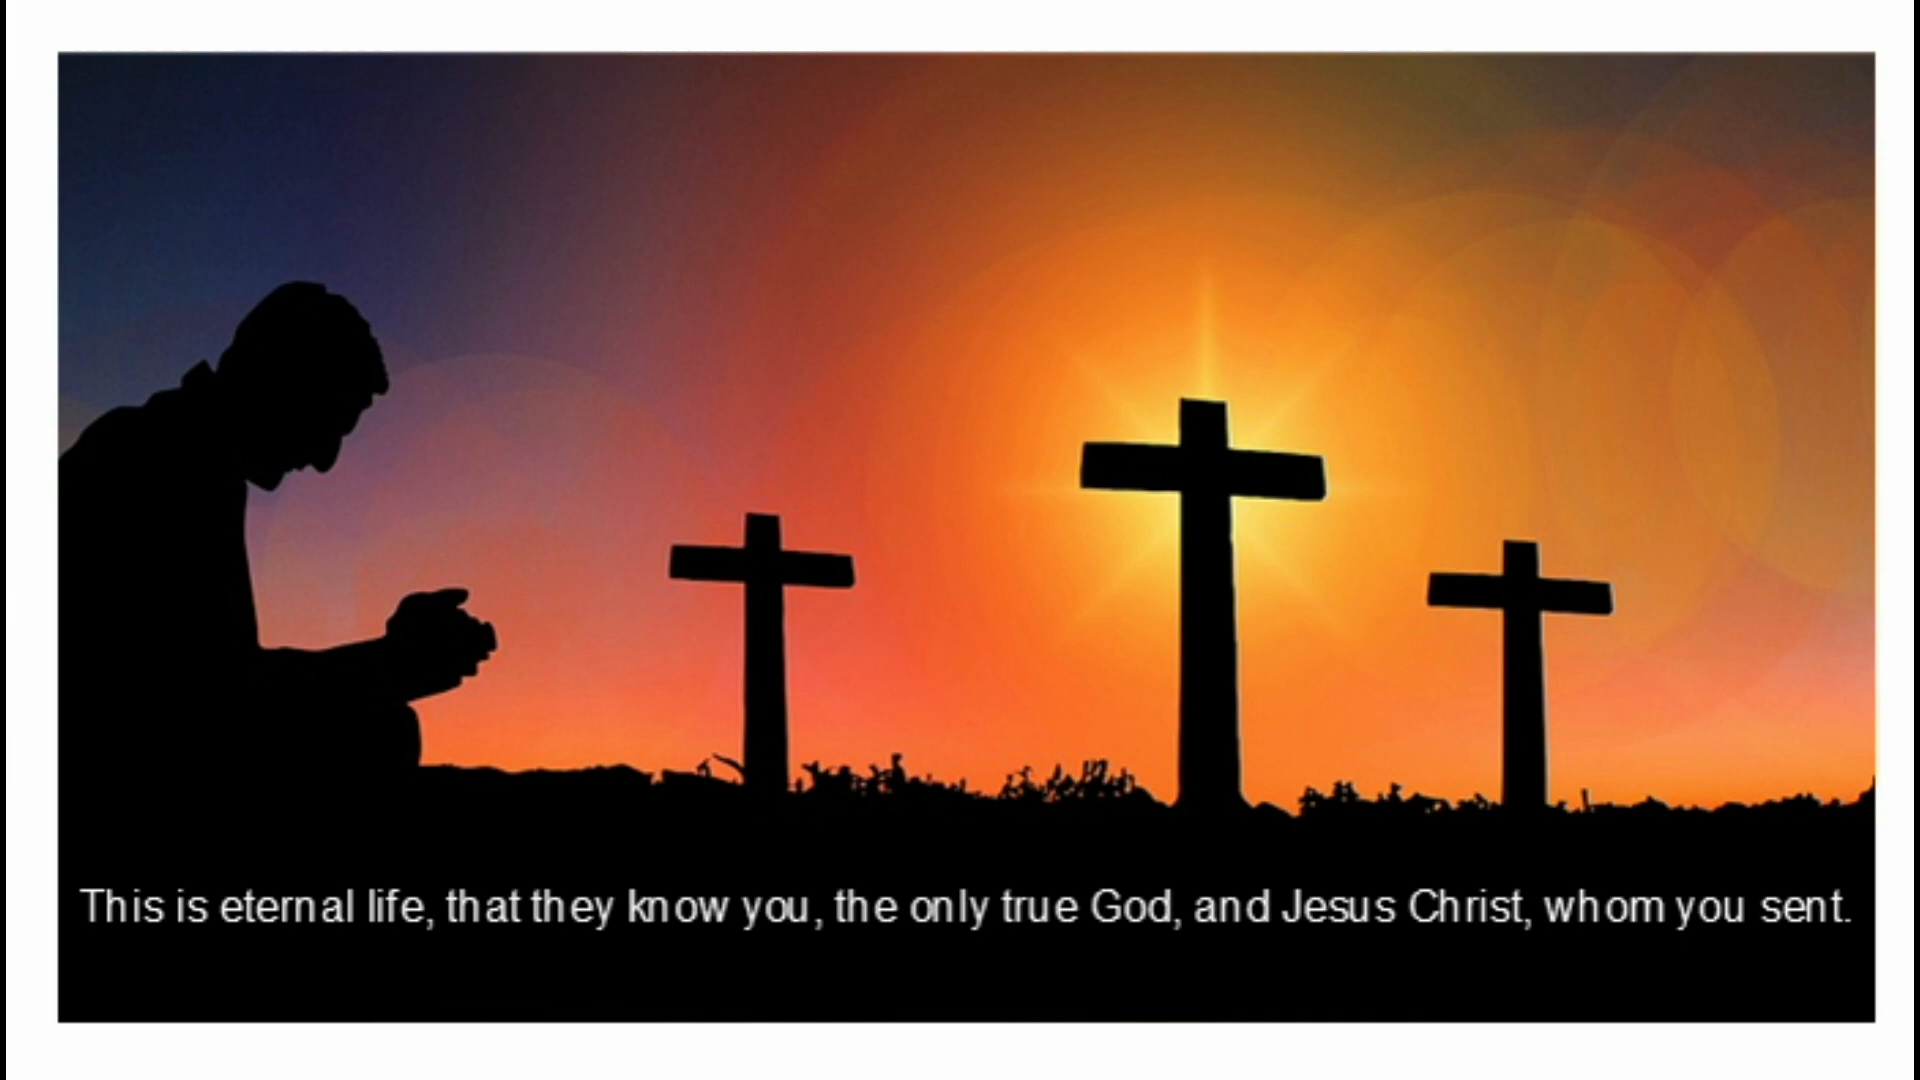 This is eternal life, that they know you, the only true God, and Jesus Christ, whom you sent.